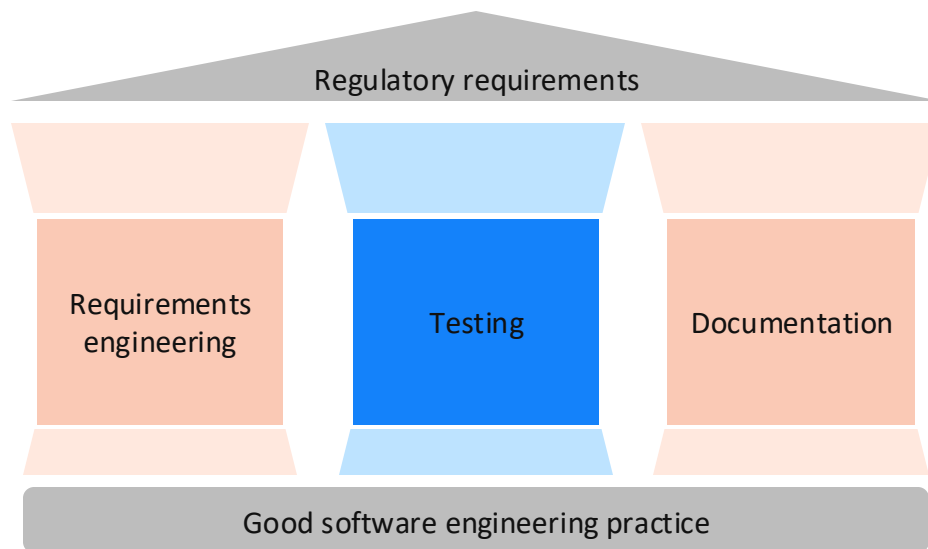 Regulatory requirements
Requirements
engineering
Testing
Documentation
Good software engineering practice